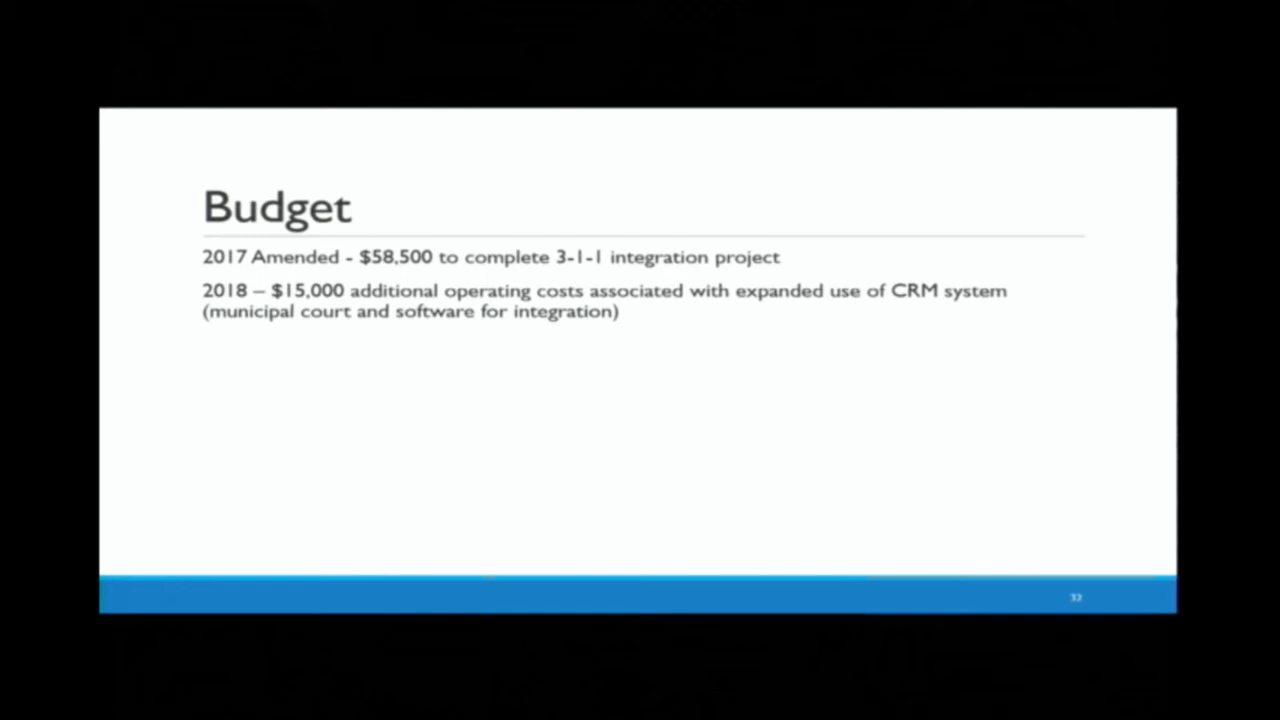 Budget
2017 Amended - $58,500 to complete 3-1-1 integration project
2018 – $15,000 additional operating costs associated with expanded use of CRM system
(municipal court and software for integration)
32